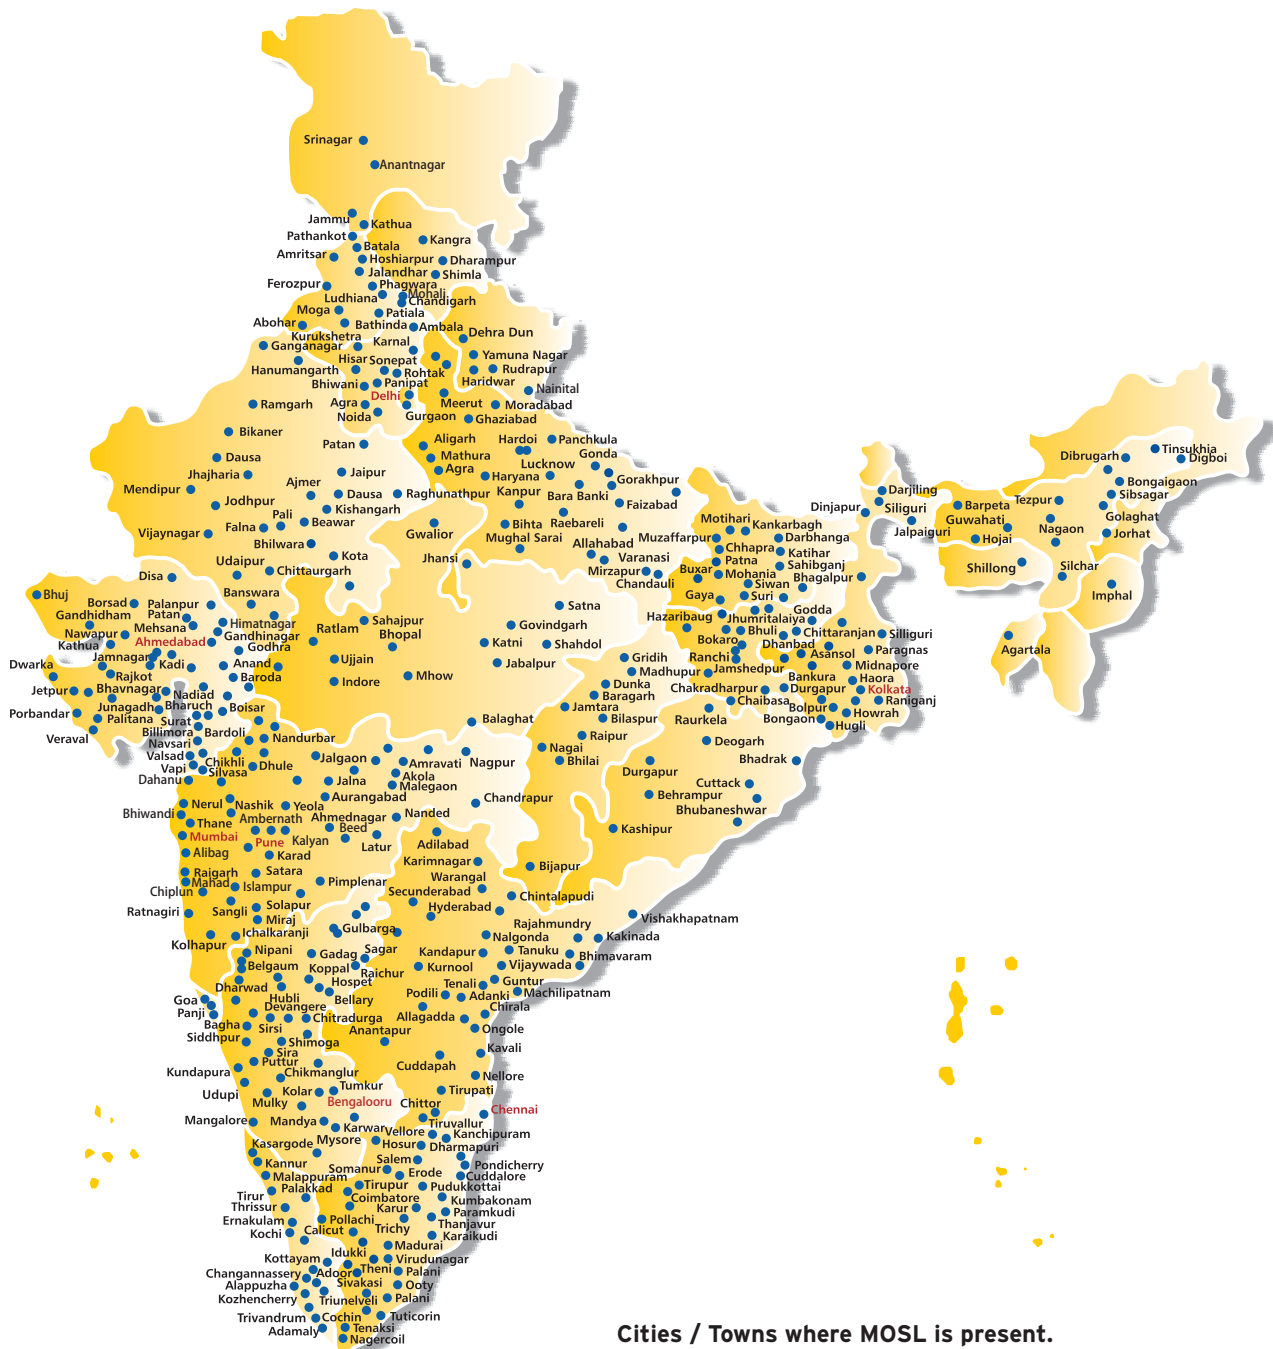 Srinagar
Anantnagar
Jammu
Kathua
Pathankot
Kangra
Batala
Amritsar
Hoshiarpur
Dharampur
Jalandhar
Shimla
Ferozpur
Phagwara
Ludhiana
Mohali
Chandigarh
Moga
Patiala
Abohar
Bathinda
Ambala
Dehra Dun
Kurukshetra
Ganganagar
Karnal
Hisar
Sonepat
Yamuna Nagar
Hanumangarth
Rohtak
Rudrapur
Bhiwani
Panipat
Haridwar
Nainital
Delhi
Ramgarh
Agra
Meerut
Moradabad
Noida
Gurgaon
Ghaziabad
Bikaner
Patan
Aligarh
Hardoi
Panchkula
Dausa
Mathura
Gonda
Jhajharia
Jaipur
Agra
Lucknow
Haryana
Gorakhpur
Mendipur
Ajmer
Dausa
Raghunathpur
Kanpur
Bara Banki
Jodhpur
Kishangarh
Faizabad
Pali
Falna
Beawar
Bihta
Raebareli
Vijaynagar
Gwalior
Mughal Sarai
Bhilwara
Allahabad
Muzaffarpur
Udaipur
Kota
Jhansi
Varanasi
Chittaurgarh
Mirzapur
Chandauli
Disa
Banswara
Bhuj
Borsad
Palanpur
Gandhidham
Patan
Himatnagar
Nawapur
Mehsana
Gandhinagar
Kathua
Ahmedabad
Godhra
Jamnagar
Kadi
Anand
Dwarka
Rajkot
Baroda
Jetpur
Bhavnagar
Nadiad
Junagadh
Bharuch
Boisar
Porbandar
Palitana
Surat
Veraval
Billimora
Bardoli
Navsari
Nandurbar
Valsad
Chikhli
Vapi
Silvasa
Dhule
Dahanu
Ratlam
Sahajpur
Bhopal
Satna
Govindgarh
Katni
Shahdol
Ujjain
Jabalpur
Indore
Mhow
Balaghat
Motihari
Kankarbagh
Darbhanga
Chhapra
Katihar
Patna
Sahibganj
Buxar
Mohania
Bhagalpur
Siwan
Gaya
Suri
Godda
Hazaribaug
Jhumritalaiya
Bhuli
Chittaranjan
Silliguri
Bokaro
Dhanbad
Paragnas
Ranchi
Asansol
Gridih
Jamshedpur
Midnapore
Madhupur
Bankura
Haora
Dunka
Chakradharpur
Durgapur
Kolkata
Baragarh
Chaibasa
Bolpur
Raniganj
Jamtara
Bilaspur
Raurkela
Bongaon
Howrah
Hugli
Raipur
Deogarh
Nagai
Bhilai
Bhadrak
Durgapur
Cuttack
Behrampur
Bhubaneshwar
Kashipur
Bijapur
Darjiling
Dinjapur
Siliguri
Jalpaiguri
Tinsukhia
Dibrugarh
Digboi
Bongaigaon
Barpeta
Tezpur
Sibsagar
Guwahati
Golaghat
Hojai
Nagaon
Jorhat
Shillong
Silchar
Imphal
Agartala
Jalgaon
Amravati
Nagpur
Akola
Jalna
Malegaon
Nerul
Nashik
Yeola
Aurangabad
Chandrapur
Bhiwandi
Thane
Ambernath
Ahmednagar
Nanded
Mumbai
Kalyan
Beed
Pune
Latur
Adilabad
Alibag
Karad
Karimnagar
Raigarh
Satara
Warangal
Mahad
Pimplenar
Chiplun
Islampur
Secunderabad
Chintalapudi
Ratnagiri
Sangli
Solapur
Hyderabad
Miraj
Rajahmundry
Vishakhapatnam
Ichalkaranji
Gulbarga
Nalgonda
Kakinada
Kolhapur
Nipani
Gadag
Sagar
Kandapur
Tanuku
Bhimavaram
Belgaum
Koppal
Raichur
Kurnool
Vijaywada
Dharwad
Hospet
Tenali
Guntur
Goa
Hubli
Bellary
Podili
Adanki
Machilipatnam
Devangere
Chirala
Panji
Chitradurga
Allagadda
Bagha
Sirsi
Anantapur
Ongole
Siddhpur
Shimoga
Sira
Kavali
Puttur
Cuddapah
Kundapura
Chikmanglur
Nellore
Tumkur
Udupi
Kolar
Tirupati
Mulky
Bengalooru
Chittor
Chennai
Mangalore
Mandya
Karwar
Tiruvallur
Vellore
Kanchipuram
Kasargode
Mysore
Hosur
Dharmapuri
Kannur
Salem
Pondicherry
Somanur
Malappuram
Erode
Cuddalore
Palakkad
Tirupur
Pudukkottai
Tirur
Coimbatore
Kumbakonam
Thrissur
Karur
Paramkudi
Ernakulam
Pollachi
Thanjavur
Kochi
Calicut
Trichy
Karaikudi
Idukki
Madurai
Kottayam
Virudunagar
Changannassery
Adoor
Theni
Palani
Alappuzha
Sivakasi
Ooty
Kozhencherry
Triunelveli
Palani
Trivandrum
Cochin
Tuticorin
Adamaly
Tenaksi
Nagercoil
Cities / Towns where MOSL is present.